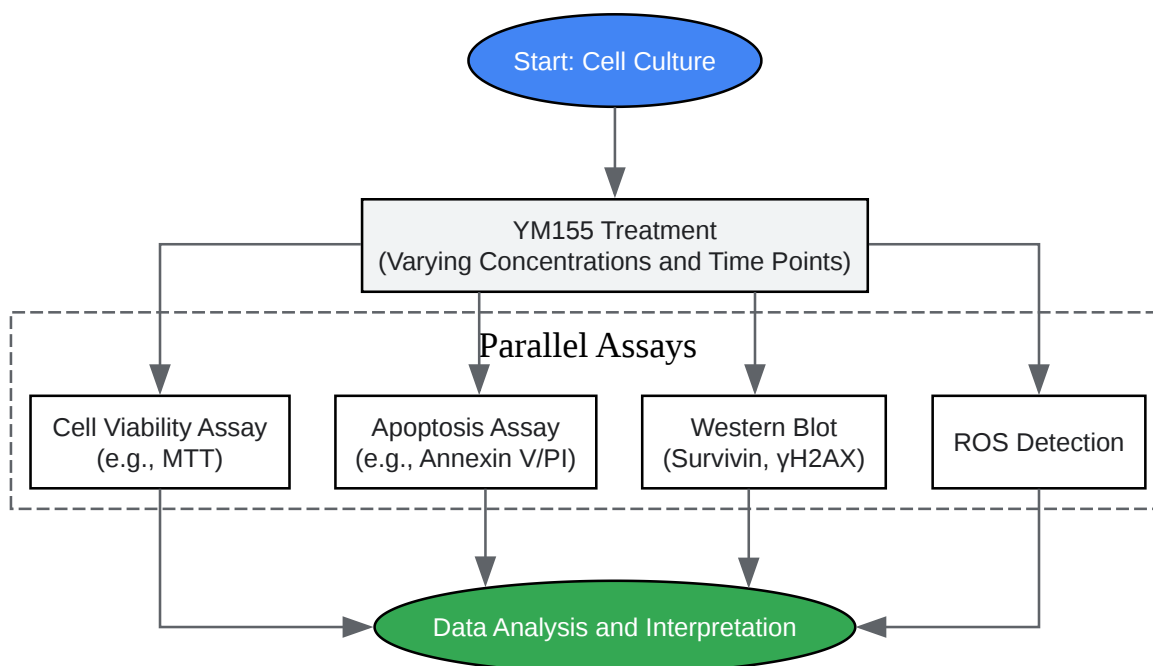 Start: Cell Culture
YM155 Treatment
(Varying Concentrations and Time Points)
Parallel Assays
Cell Viability Assay
(e.g., MTT)
Apoptosis Assay
(e.g., Annexin V/PI)
Western Blot
(Survivin, γH2AX)
ROS Detection
Data Analysis and Interpretation